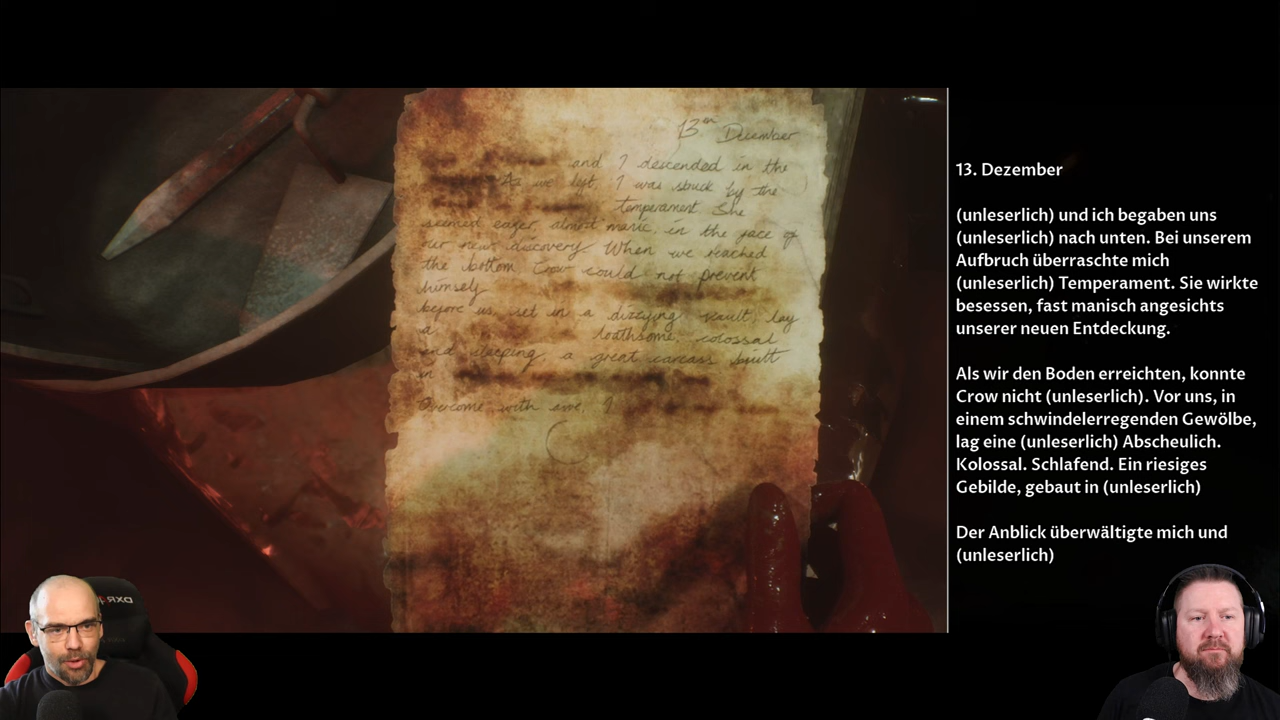 13th December
and I descended in the
As we left, I was struck by the
temperament. She
seemed eager, almost manic, in the face of
our new discovery. When we reached
the bottom Crow could not prevent
himself
before us, set in a dizzying vault, lay
a loathsome, colossal
and sleeping, a great carcass built
in
Overcome with awe, I
13. Dezember
(unleserlich) und ich begaben uns
(unleserlich) nach unten. Bei unserem
Aufbruch überraschte mich
(unleserlich) Temperament. Sie wirkte
besessen, fast manisch angesichts
unserer neuen Entdeckung.
Als wir den Boden erreichten, konnte
Crow nicht (unleserlich). Vor uns, in
einem schwindelerregenden Gewölbe,
lag eine (unleserlich) Abscheulich.
Kolossal. Schlafend. Ein riesiges
Gebilde, gebaut in (unleserlich)
Der Anblick überwältigte mich und
(unleserlich)